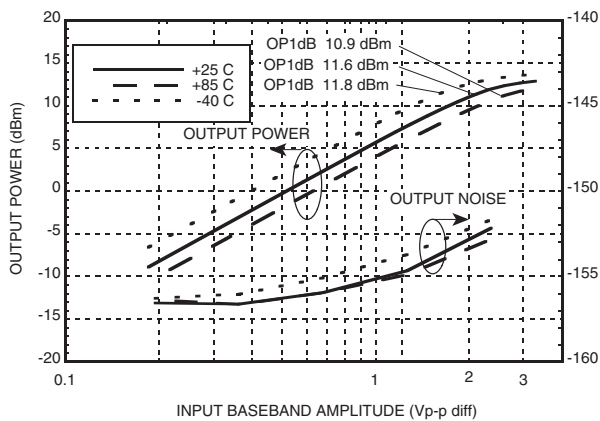 20
15
10
5
0
-5
-10
-15
-20
OUTPUT POWER (dBm)
+25 C
+85 C
-40 C
OP1dB 10.9 dBm
OP1dB 11.6 dBm
OP1dB 11.8 dBm
OUTPUT POWER
OUTPUT NOISE
-140
-145
-150
-155
-160
0.1
1
2
3
INPUT BASEBAND AMPLITUDE (Vp-p diff)